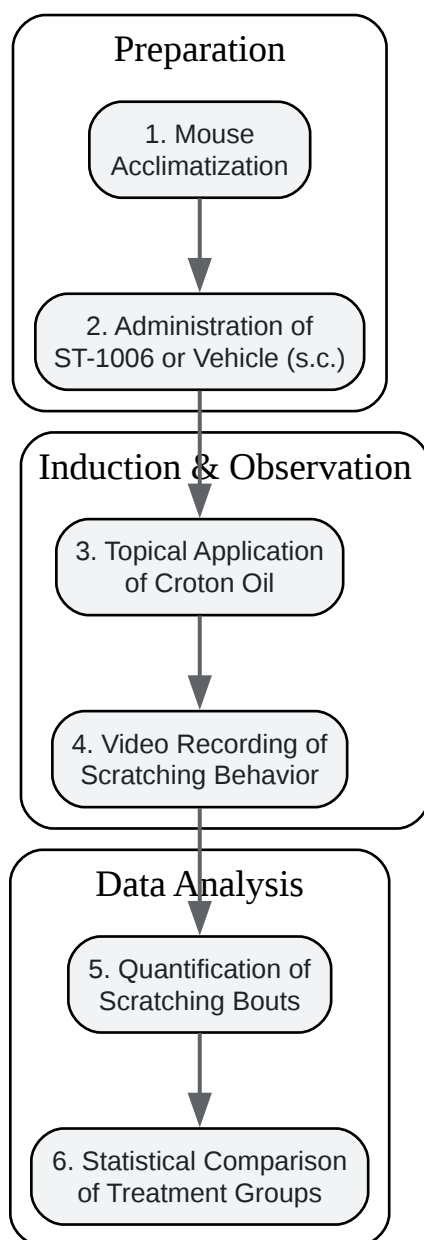 Preparation
1. Mouse
Acclimatization
2. Administration of
ST-1006 or Vehicle (s.c.)
Induction & Observation
3. Topical Application
of Croton Oil
4. Video Recording of
Scratching Behavior
Data Analysis
5. Quantification of
Scratching Bouts
6. Statistical Comparison
of Treatment Groups